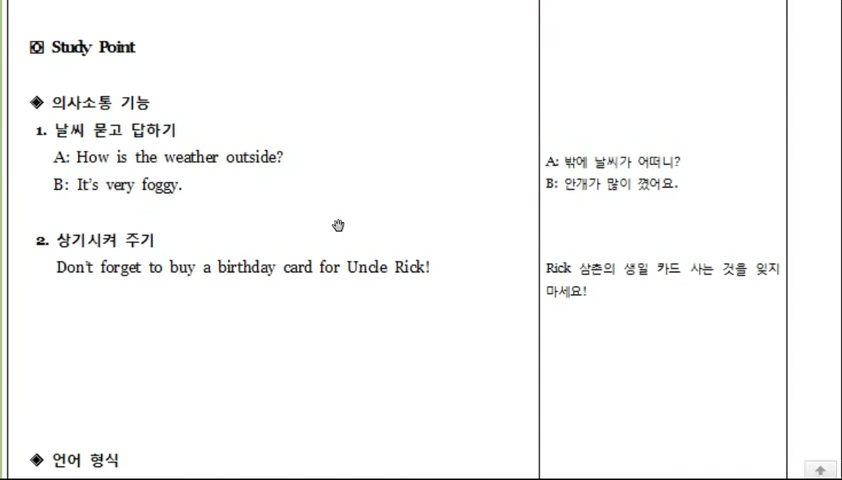 Study Point
◈ 의사소통 기능
1. 날씨 묻고 답하기
A: How is the weather outside?
B: It's very foggy.
A: 밖에 날씨가 어떠니?
B: 안개가 많이 꼈어요.
2. 상기시켜 주기
Don't forget to buy a birthday card for Uncle Rick!
Rick 삼촌의 생일 카드 사는 것을 잊지
마세요!
◈ 언어 형식